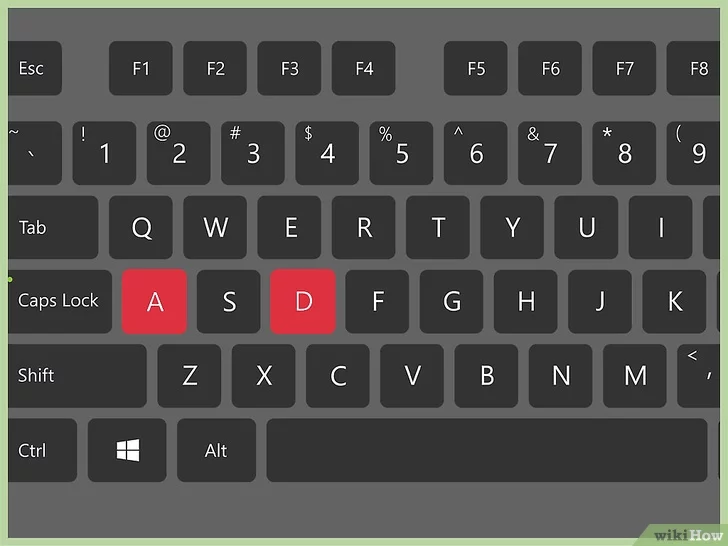 Esc F1 F2 F3 F4 F5 F6 F7 F8
~ ` ! 1 @ 2 # 3 $ 4 % 5 ^ 6 & 7 * 8 ( 9
Tab Q W E R T Y U I
Caps Lock A S D F G H J K
Shift Z X C V B N M < ,
Ctrl Alt
wikiHow